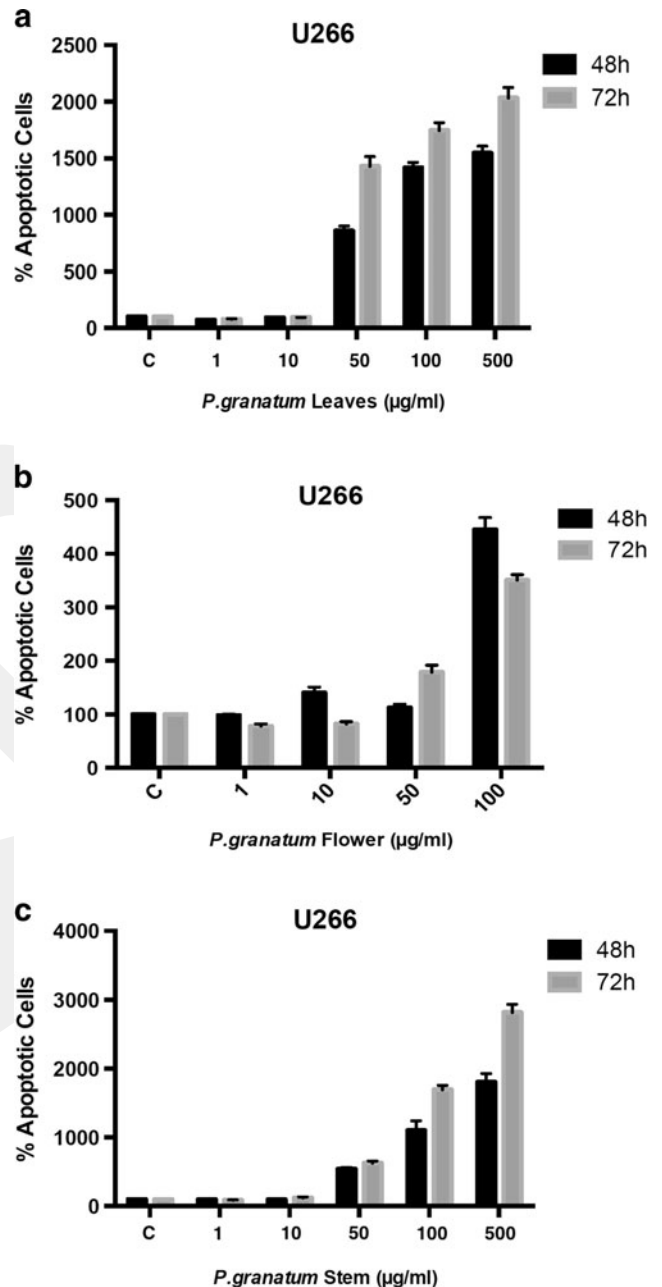 a
U266
48h
72h
% Apoptotic Cells
2500
2000
1500
1000
500
0
C 1 10 50 100 500
P.granatum Leaves (µg/ml)
b
U266
48h
72h
% Apoptotic Cells
500
400
300
200
100
0
C 1 10 50 100
P.granatum Flower (µg/ml)
c
U266
48h
72h
% Apoptotic Cells
4000
3000
2000
1000
0
C 1 10 50 100 500
P.granatum Stem (µg/ml)